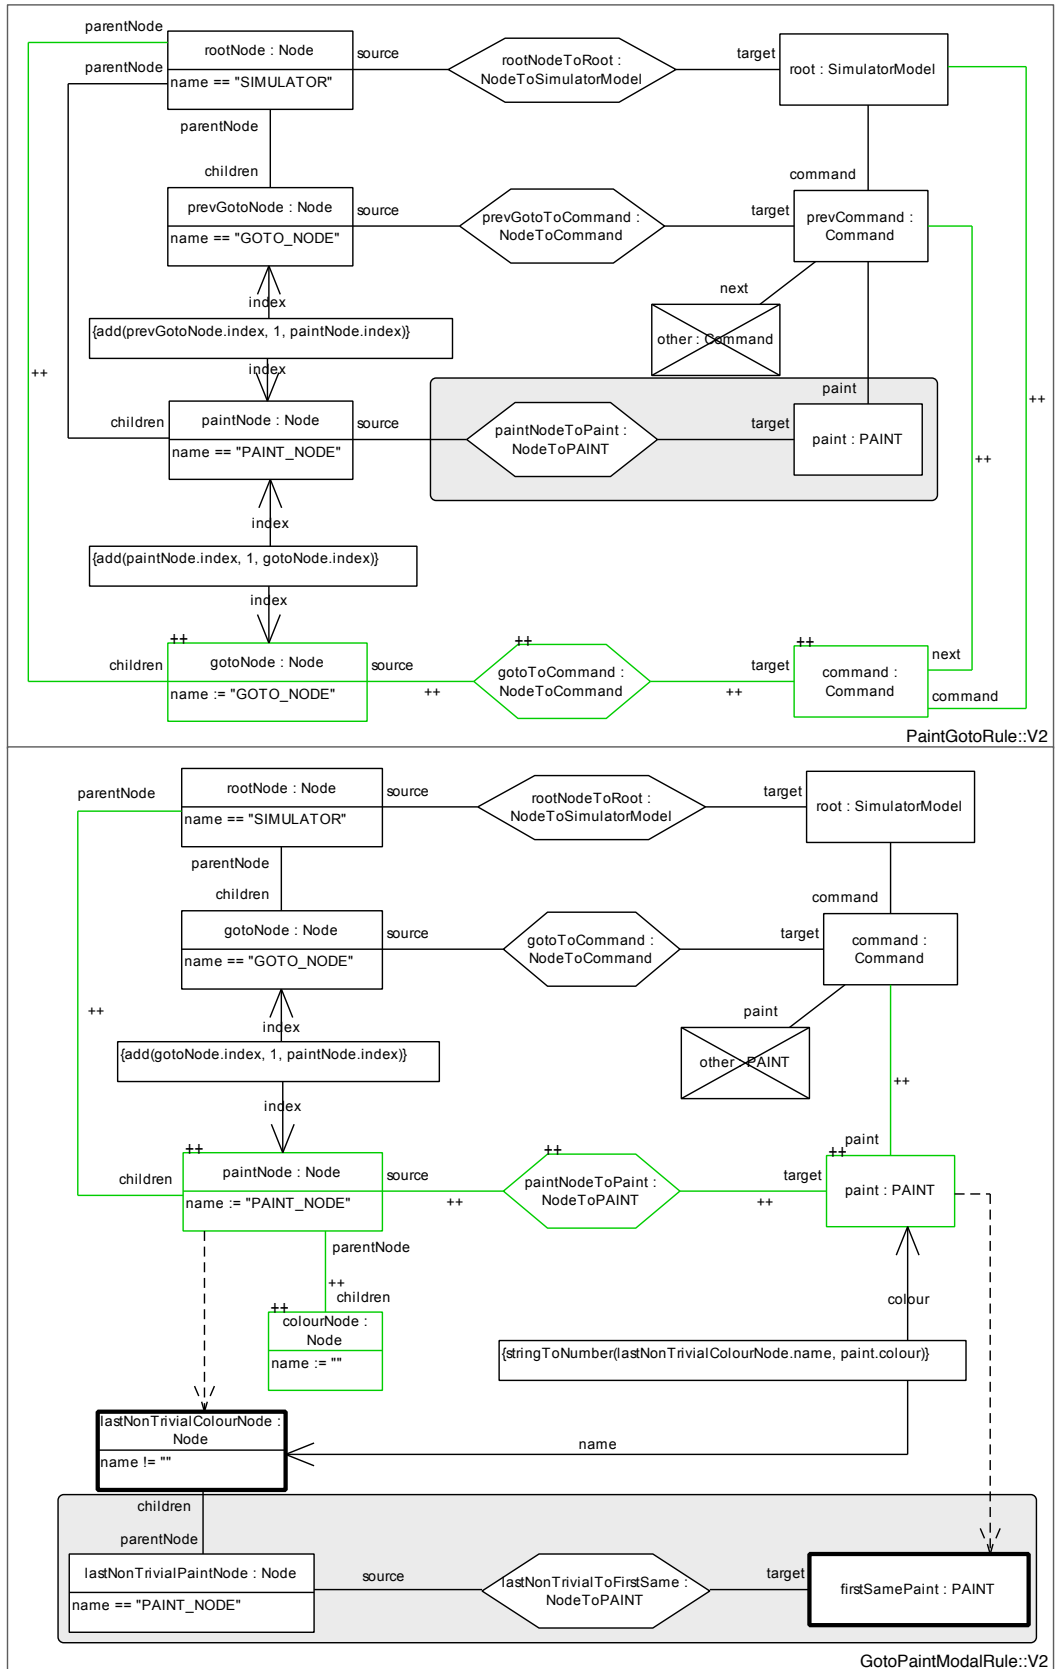 parentNode
rootNode : Node
source
rootNodeToRoot :
NodeToSimulatorModel
target
root : SimulatorModel
parentNode
name == "SIMULATOR"
parentNode
children
command
prevGotoNode : Node
source
prevGotoToCommand :
NodeToCommand
target
prevCommand :
Command
name == "GOTO_NODE"
index
next
{add(prevGotoNode.index, 1, paintNode.index)}
other : Command
index
++
paint
++
children
paintNode : Node
source
paintNodeToPaint :
NodeToPAINT
target
paint : PAINT
name == "PAINT_NODE"
++
index
{add(paintNode.index, 1, gotoNode.index)}
index
++
++
++
children
gotoNode : Node
source
gotoToCommand :
NodeToCommand
target
command :
Command
next
name := "GOTO_NODE"
++
++
command
PaintGotoRule::V2
parentNode
rootNode : Node
source
rootNodeToRoot :
NodeToSimulatorModel
target
root : SimulatorModel
name == "SIMULATOR"
parentNode
children
command
gotoNode : Node
source
gotoToCommand :
NodeToCommand
target
command :
Command
name == "GOTO_NODE"
++
index
paint
{add(gotoNode.index, 1, paintNode.index)}
other : PAINT
++
index
++
++
paint
++
children
paintNode : Node
source
paintNodeToPaint :
NodeToPAINT
target
paint : PAINT
name := "PAINT_NODE"
++
++
parentNode
++
children
colour
++
colourNode :
Node
name := ""
{stringToNumber(lastNonTrivialColourNode.name, paint.colour)}
lastNonTrivialColourNode :
Node
name != ""
name
children
parentNode
lastNonTrivialPaintNode : Node
source
lastNonTrivialToFirstSame :
NodeToPAINT
target
firstSamePaint : PAINT
name == "PAINT_NODE"
GotoPaintModalRule::V2